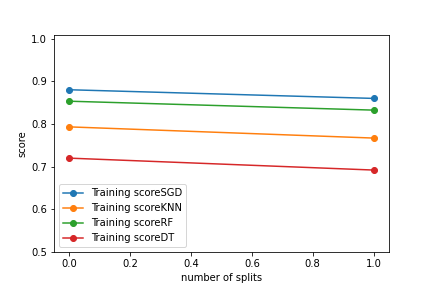 1.0
0.9
0.8
score
0.7
0.6
0.5
Training scoreSGD
Training scoreKNN
Training scoreRF
Training scoreDT
0.0 0.2 0.4 0.6 0.8 1.0
number of splits